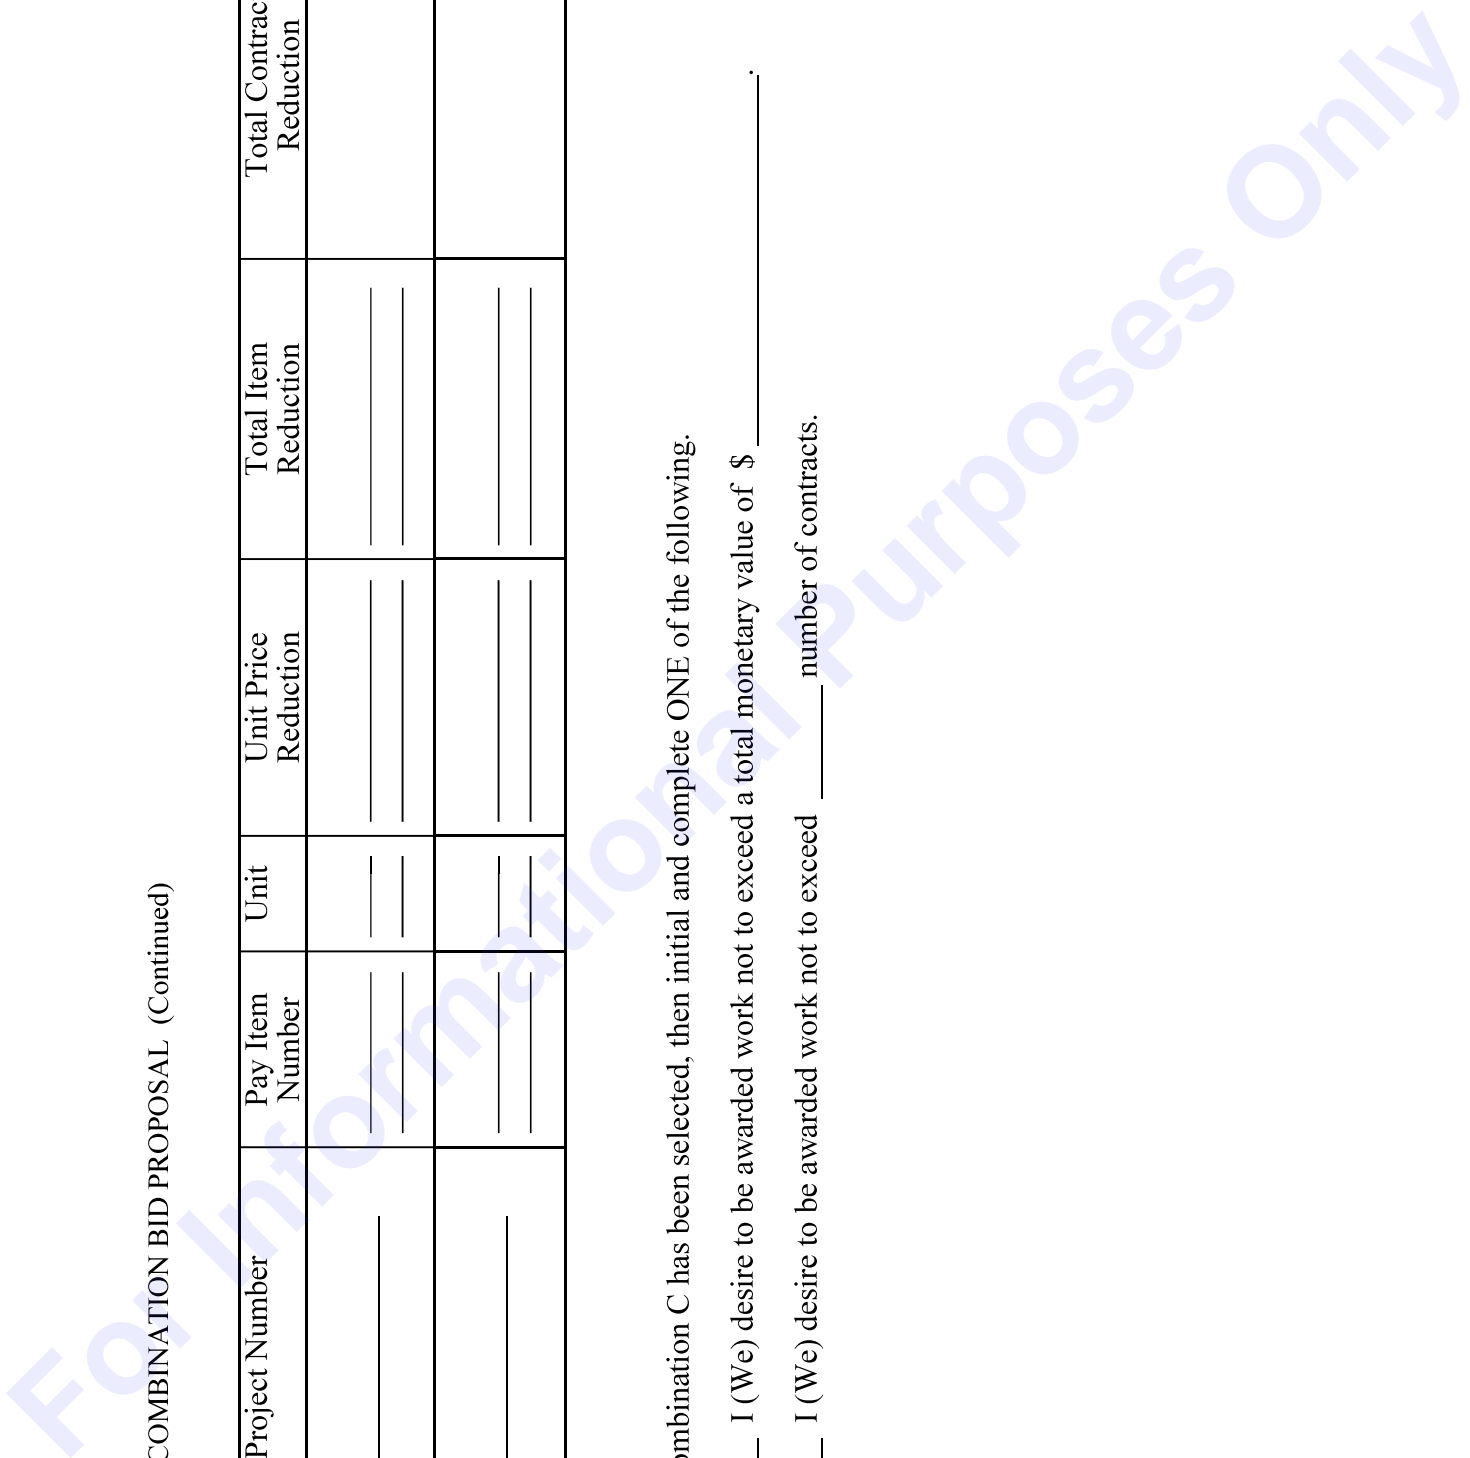 COMBINATION BID PROPOSAL (Continued)
Project Number
Pay Item
Number
Unit
Unit Price
Reduction
Total Item
Reduction
Total Contrac
Reduction
ombination C has been selected, then initial and complete ONE of the following.
I (We) desire to be awarded work not to exceed a total monetary value of $ .
I (We) desire to be awarded work not to exceed number of contracts.
For Informational Purposes Only